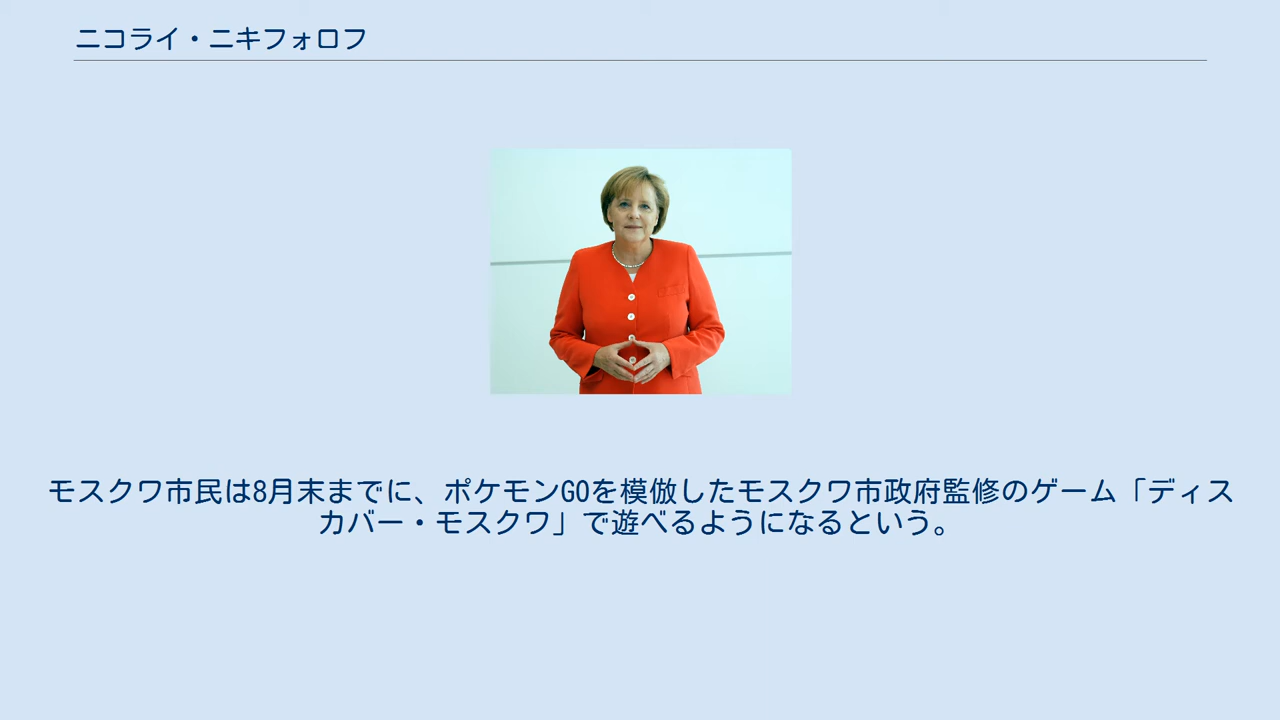 ニコライ・ニキフォロフ
モスクワ市民は8月末までに、ポケモンGOを模倣したモスクワ市政府監修のゲーム「ディス
カバー・モスクワ」で遊べるようになるという。